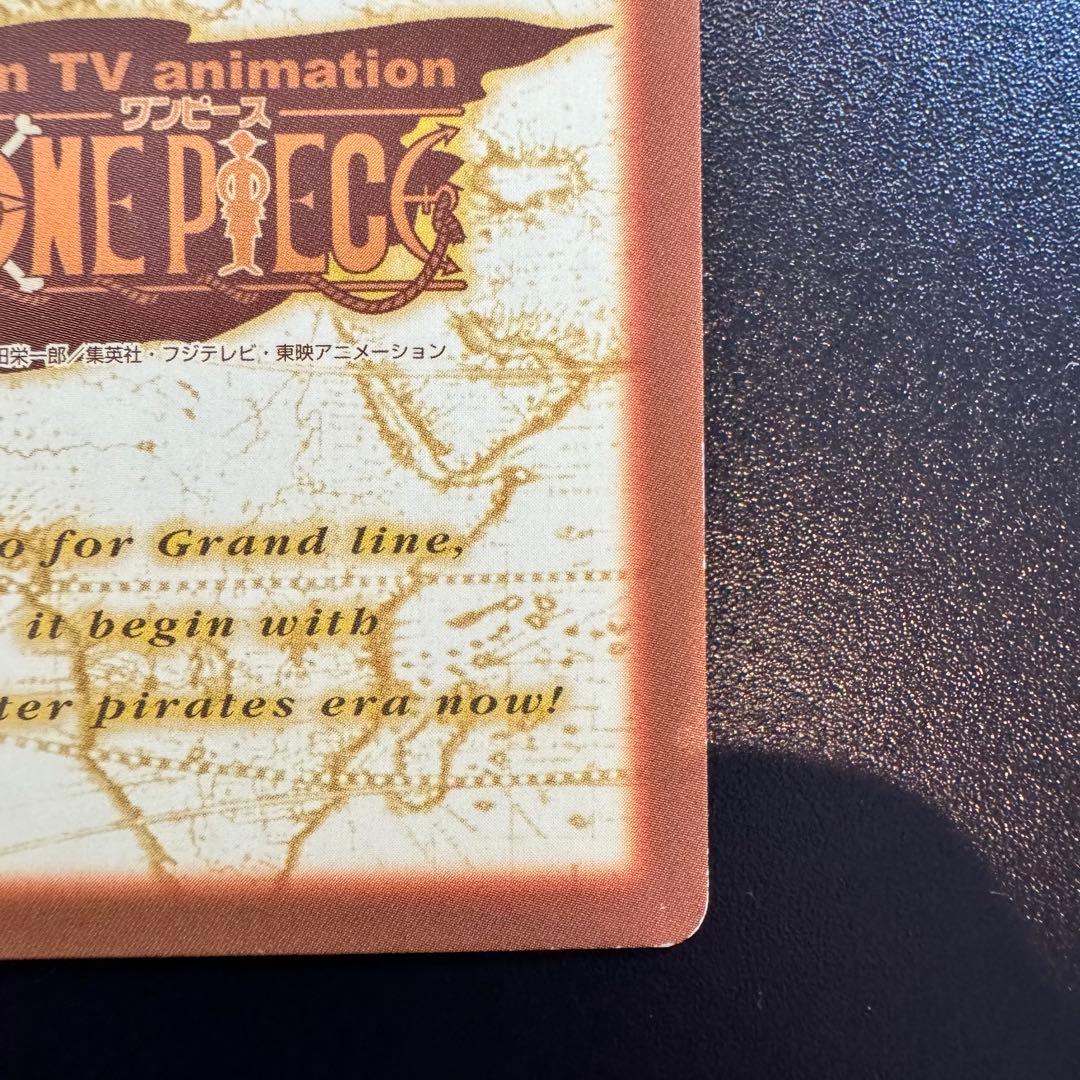 n TV animation
ワンピース
ONE PIECE
田栄一郎/集英社・フジテレビ・東映アニメーション
o for Grand line,
it begin with
ter pirates era now!